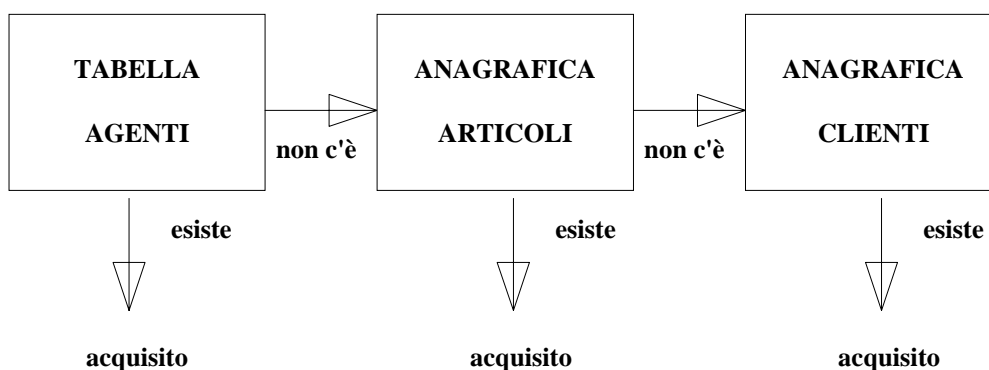 TABELLA
AGENTI
non c'è
ANAGRAFICA
ARTICOLI
non c'è
ANAGRAFICA
CLIENTI
esiste
esiste
esiste
acquisito
acquisito
acquisito